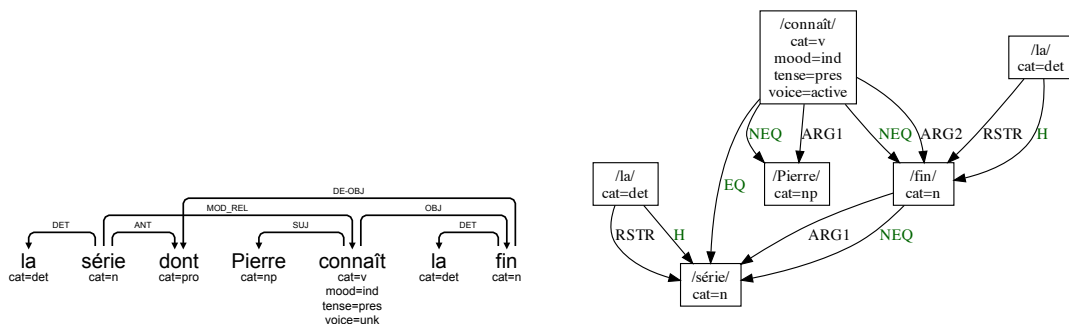 DE-OBJ
MOD_REL OBJ
DET ANT SUJ DET
la série dont Pierre connaît la fin
cat=det cat=n cat=pro cat=np cat=v cat=det cat=n
mood=ind
tense=pres
voice=unk
/connaît/
cat=v
mood=ind
tense=pres
voice=active
/la/
cat=det
NEQ ARG1 NEQ ARG2 RSTR H
/la/
cat=det
EQ
/Pierre/
cat=np
/fin/
cat=n
RSTR H ARG1 NEQ
/série/
cat=n